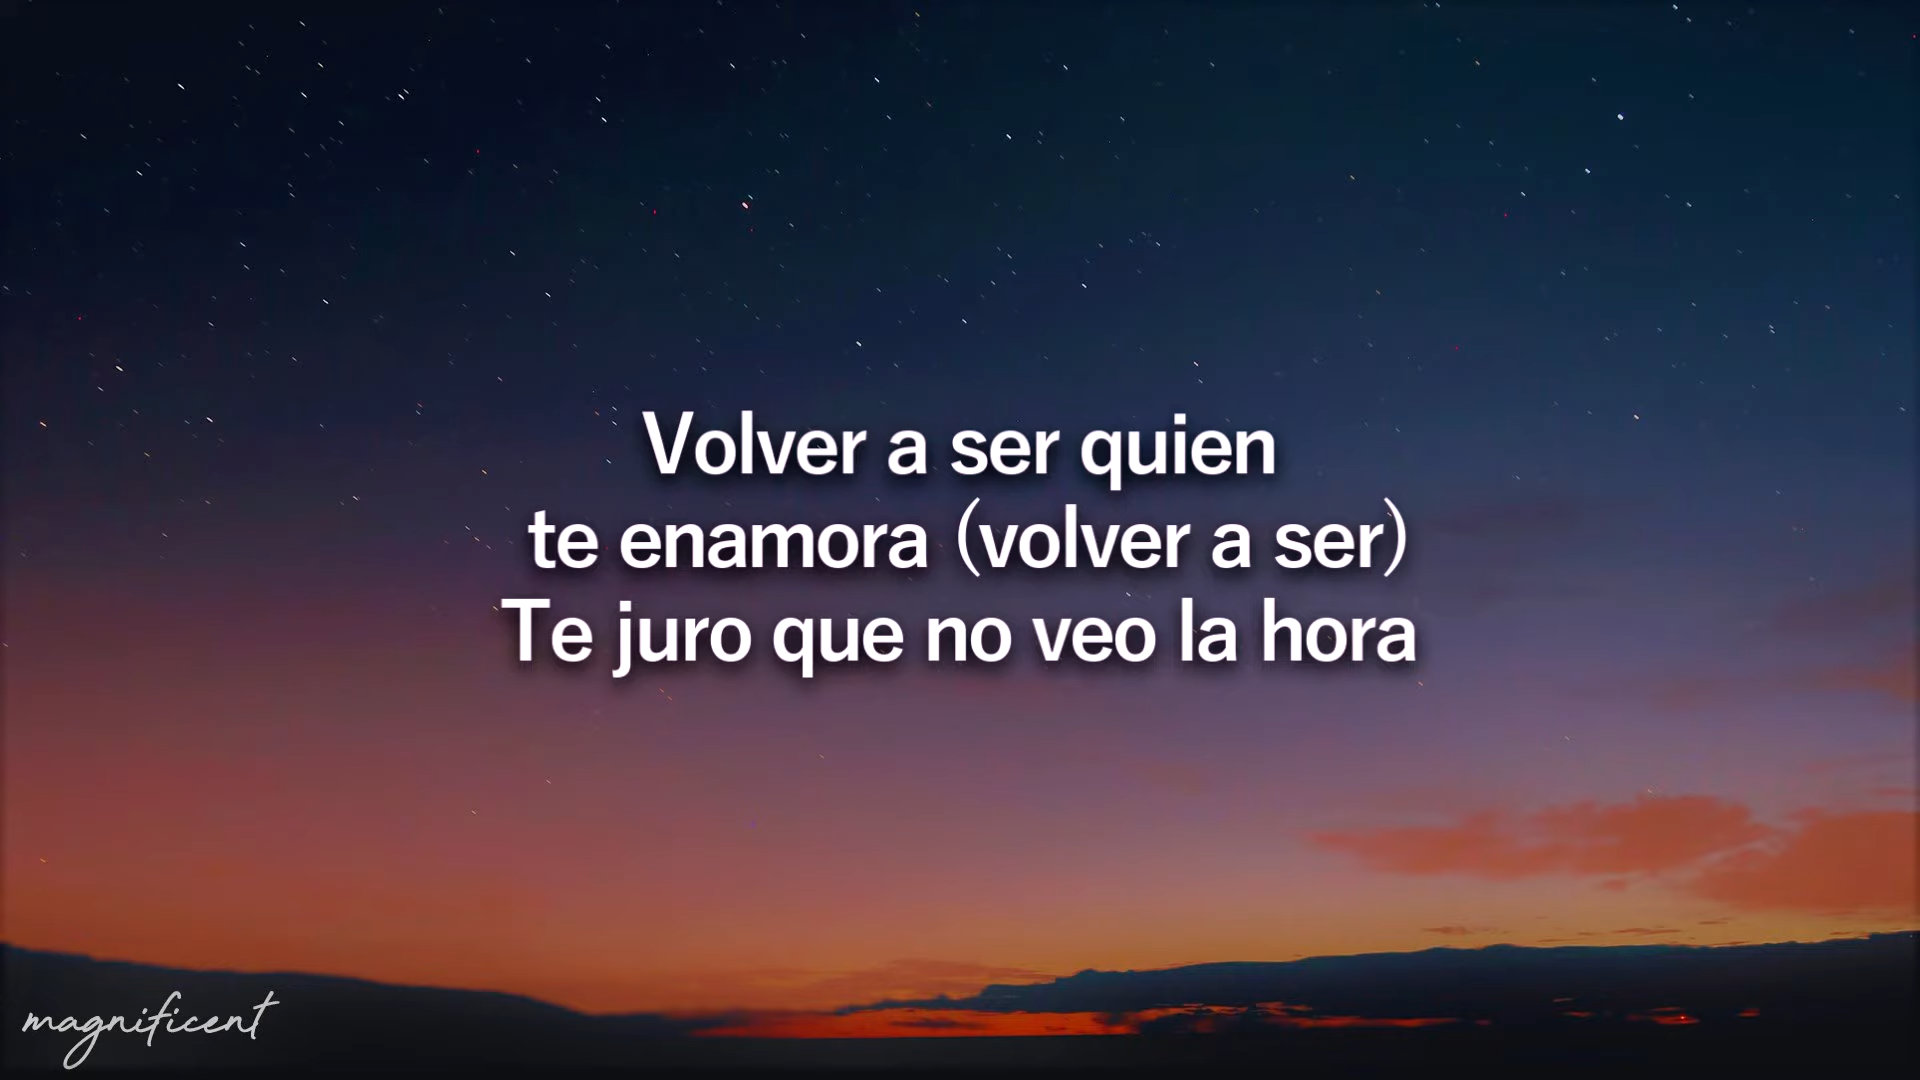 Volver a ser quien
te enamora (volver a ser)
Te juro que no veo la hora
magnificent